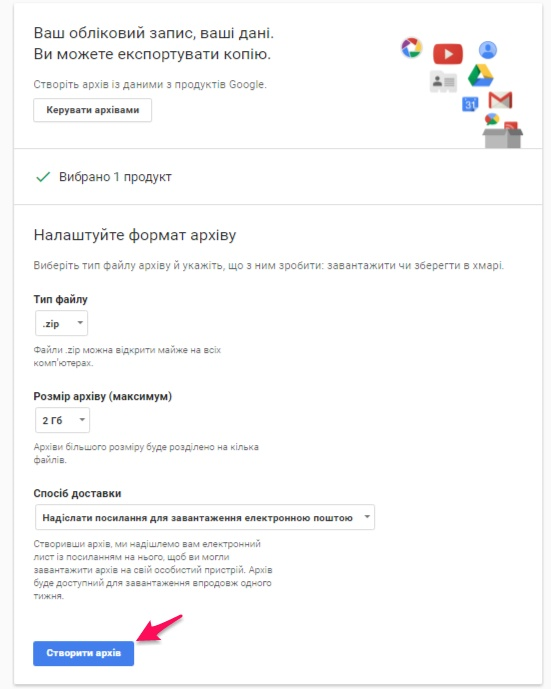 Ваш обліковий запис, ваші дані.
Ви можете експортувати копію.
Створіть архів із даними з продуктів Google.
Керувати архівами
31
Вибрано 1 продукт
Налаштуйте формат архіву
Виберіть тип файлу архіву й укажіть, що з ним зробити: завантажити чи зберегти в хмарі.
Тип файлу
.zip
Файли .zip можна відкрити майже на всіх
комп'ютерах.
Розмір архіву (максимум)
2 Гб
Архіви більшого розміру буде розділено на кілька
файлів.
Спосіб доставки
Надіслати посилання для завантаження електронною поштою
Створивши архів, ми надішлемо вам електронний
лист із посиланням на нього, щоб ви могли
завантажити архів на свій особистий пристрій. Архів
буде доступний для завантаження впродовж одного
тижня.
Створити архів